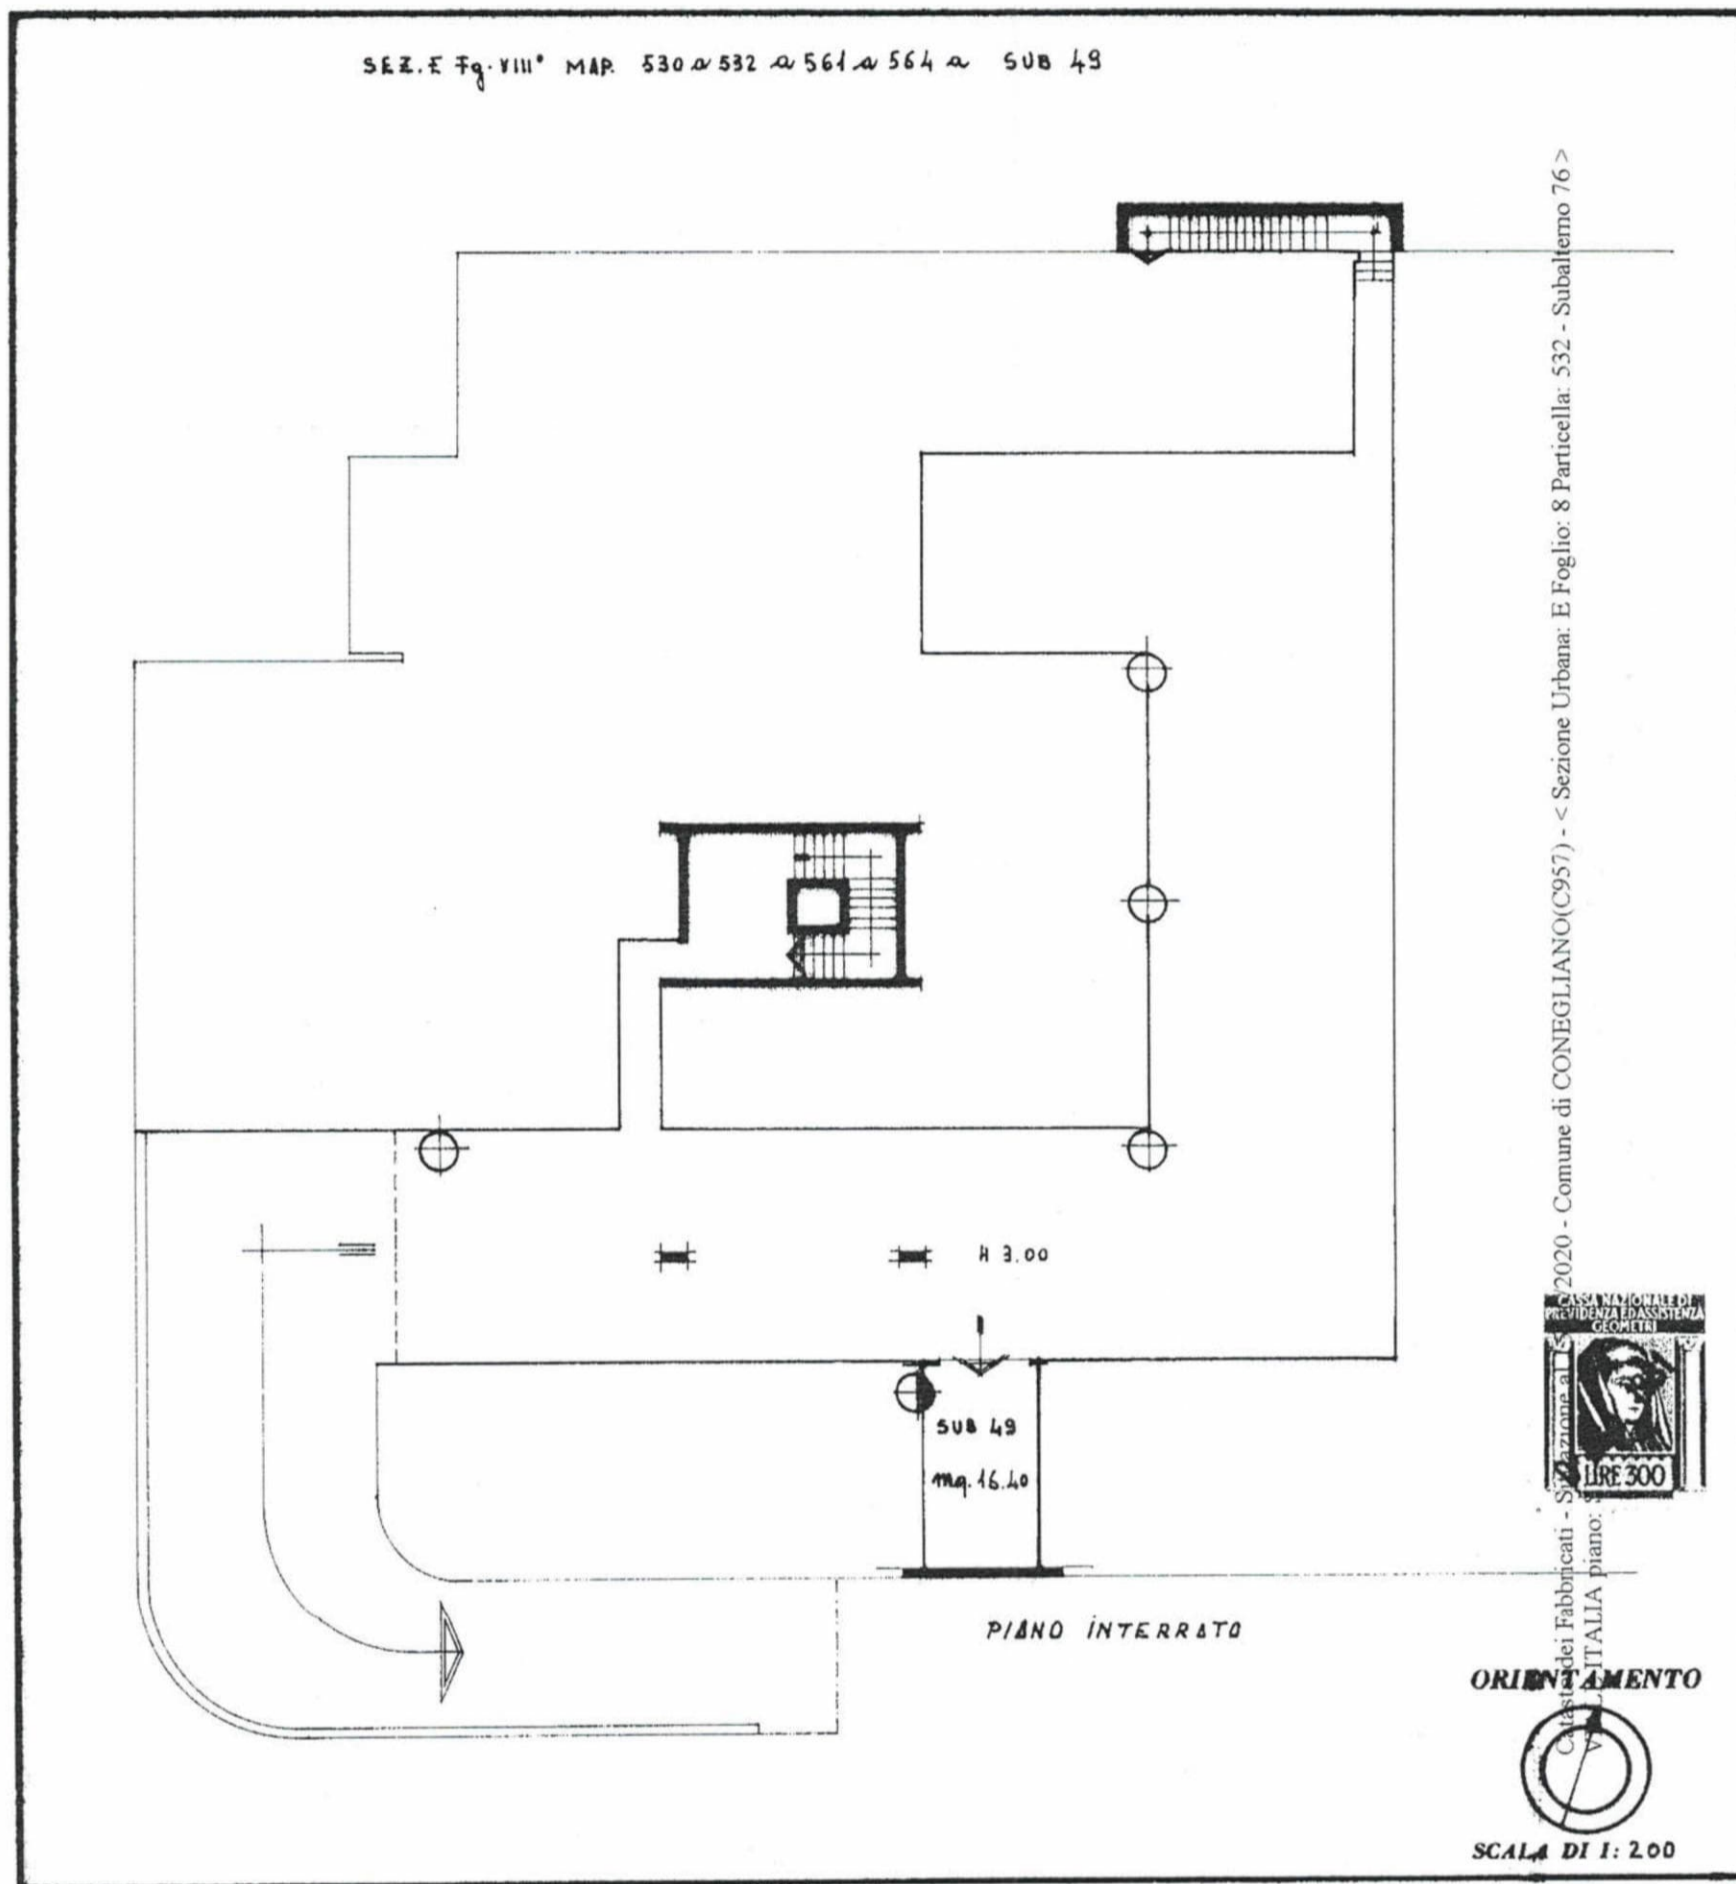 SEZ. E Fg. VIII° MAP. 530 a 532 a 561 a 564 a SUB 49
H 3.00
SUB 49
mq. 16.40
PIANO INTERRATO
/2020 - Comune di CONEGLIANO(C957) - < Sezione Urbana: E Foglio: 8 Particella: 532 - Subalterno 76 >
Catasto dei Fabbricati - Situazione al
ITALIA piano:
CASSA NAZIONALE DI
PREVIDENZA ED ASSISTENZA
GEOMETRI
LIRE 300
ORIENTAMENTO
SCALA DI 1: 200